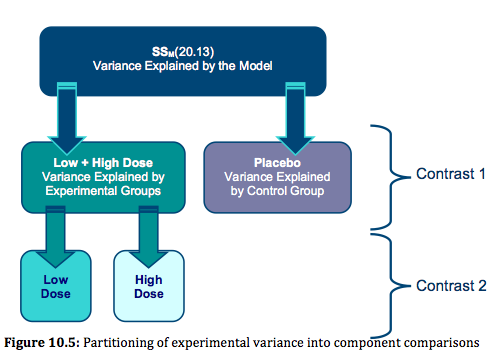 SSM(20.13)
Variance Explained by the Model
Low + High Dose
Variance Explained by
Experimental Groups
Placebo
Variance Explained
by Control Group
Contrast 1
Low
Dose
High
Dose
Contrast 2
Figure 10.5: Partitioning of experimental variance into component comparisons